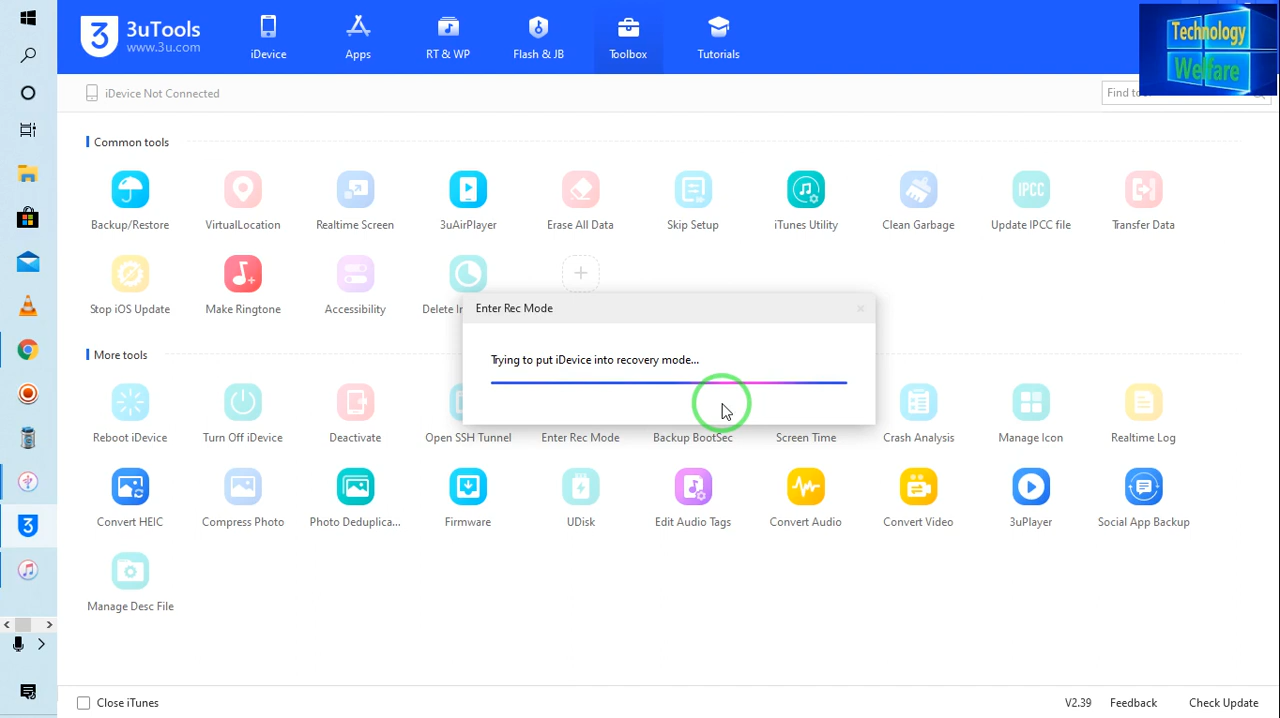 3uTools
www.3u.com
iDevice
Apps
RT & WP
Flash & JB
Toolbox
Tutorials
Technology
Welfare
iDevice Not Connected
Find
Common tools
Backup/Restore
VirtualLocation
Realtime Screen
3uAirPlayer
Erase All Data
Skip Setup
iTunes Utility
Clean Garbage
IPCC
Update IPCC file
Transfer Data
Stop iOS Update
Make Ringtone
Accessibility
Delete
Enter Rec Mode
Trying to put iDevice into recovery mode...
More tools
Reboot iDevice
Turn Off iDevice
Deactivate
Open SSH Tunnel
Enter Rec Mode
Backup BootSec
Screen Time
Crash Analysis
Manage Icon
Realtime Log
Convert HEIC
Compress Photo
Photo Deduplica...
Firmware
UDisk
Edit Audio Tags
Convert Audio
Convert Video
3uPlayer
Social App Backup
Manage Desc File
Close iTunes
V2.39
Feedback
Check Update